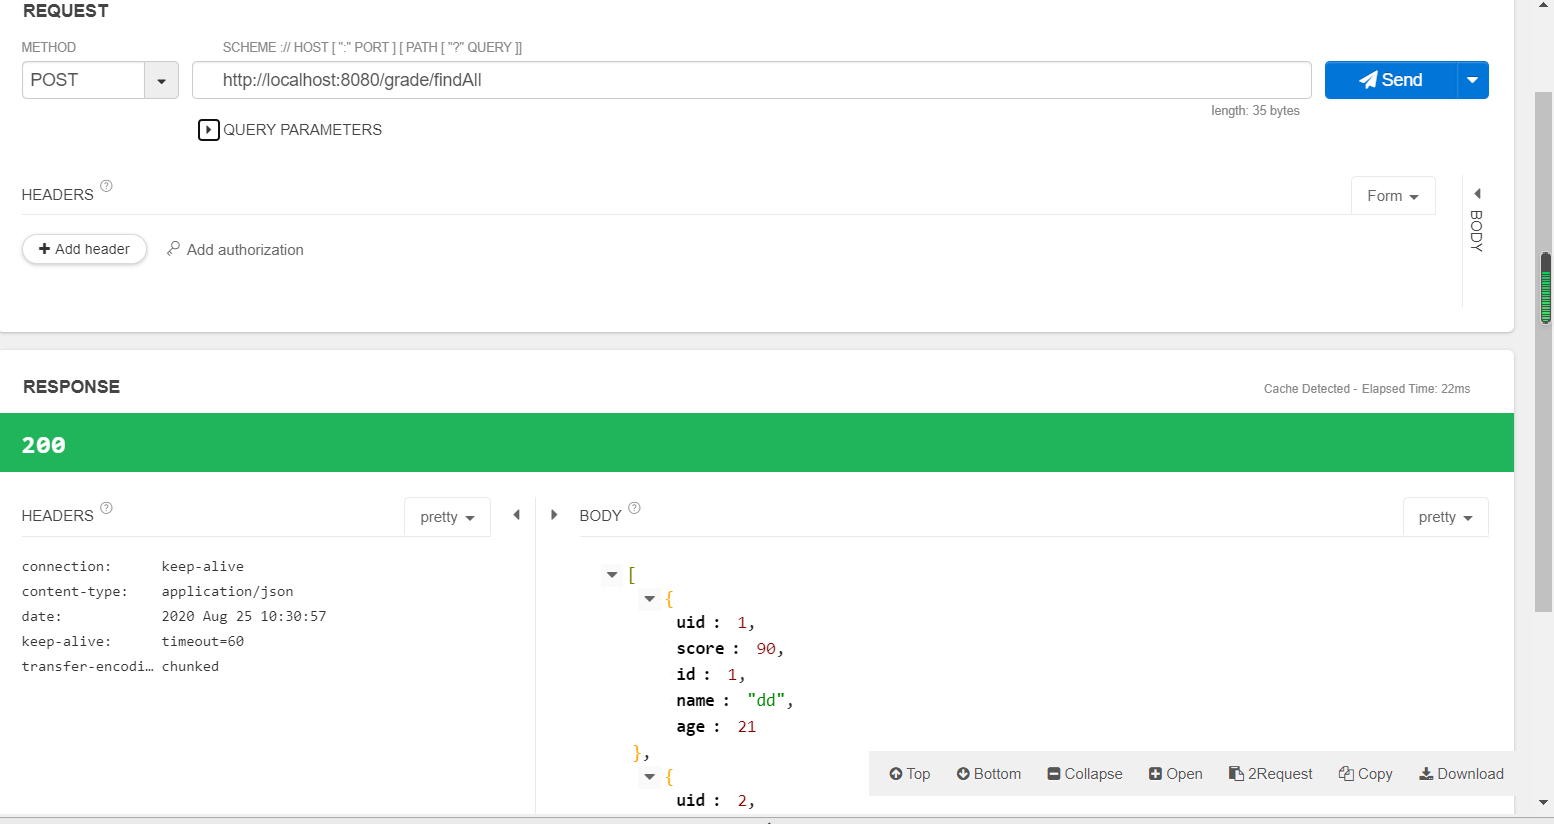 REQUEST
METHOD
SCHEME :// HOST [ ":" PORT ] [ PATH [ "?" QUERY ]]
POST
http://localhost:8080/grade/findAll
Send
length: 35 bytes
QUERY PARAMETERS
HEADERS ?
Form
BODY
+ Add header
Add authorization
RESPONSE
Cache Detected - Elapsed Time: 22ms
200
HEADERS ?
pretty
BODY ?
pretty
connection: keep-alive
content-type: application/json
date: 2020 Aug 25 10:30:57
keep-alive: timeout=60
transfer-encodi… chunked
[
{
uid : 1,
score : 90,
id : 1,
name : "dd",
age : 21
},
{
uid : 2,
Top Bottom Collapse Open 2Request Copy Download